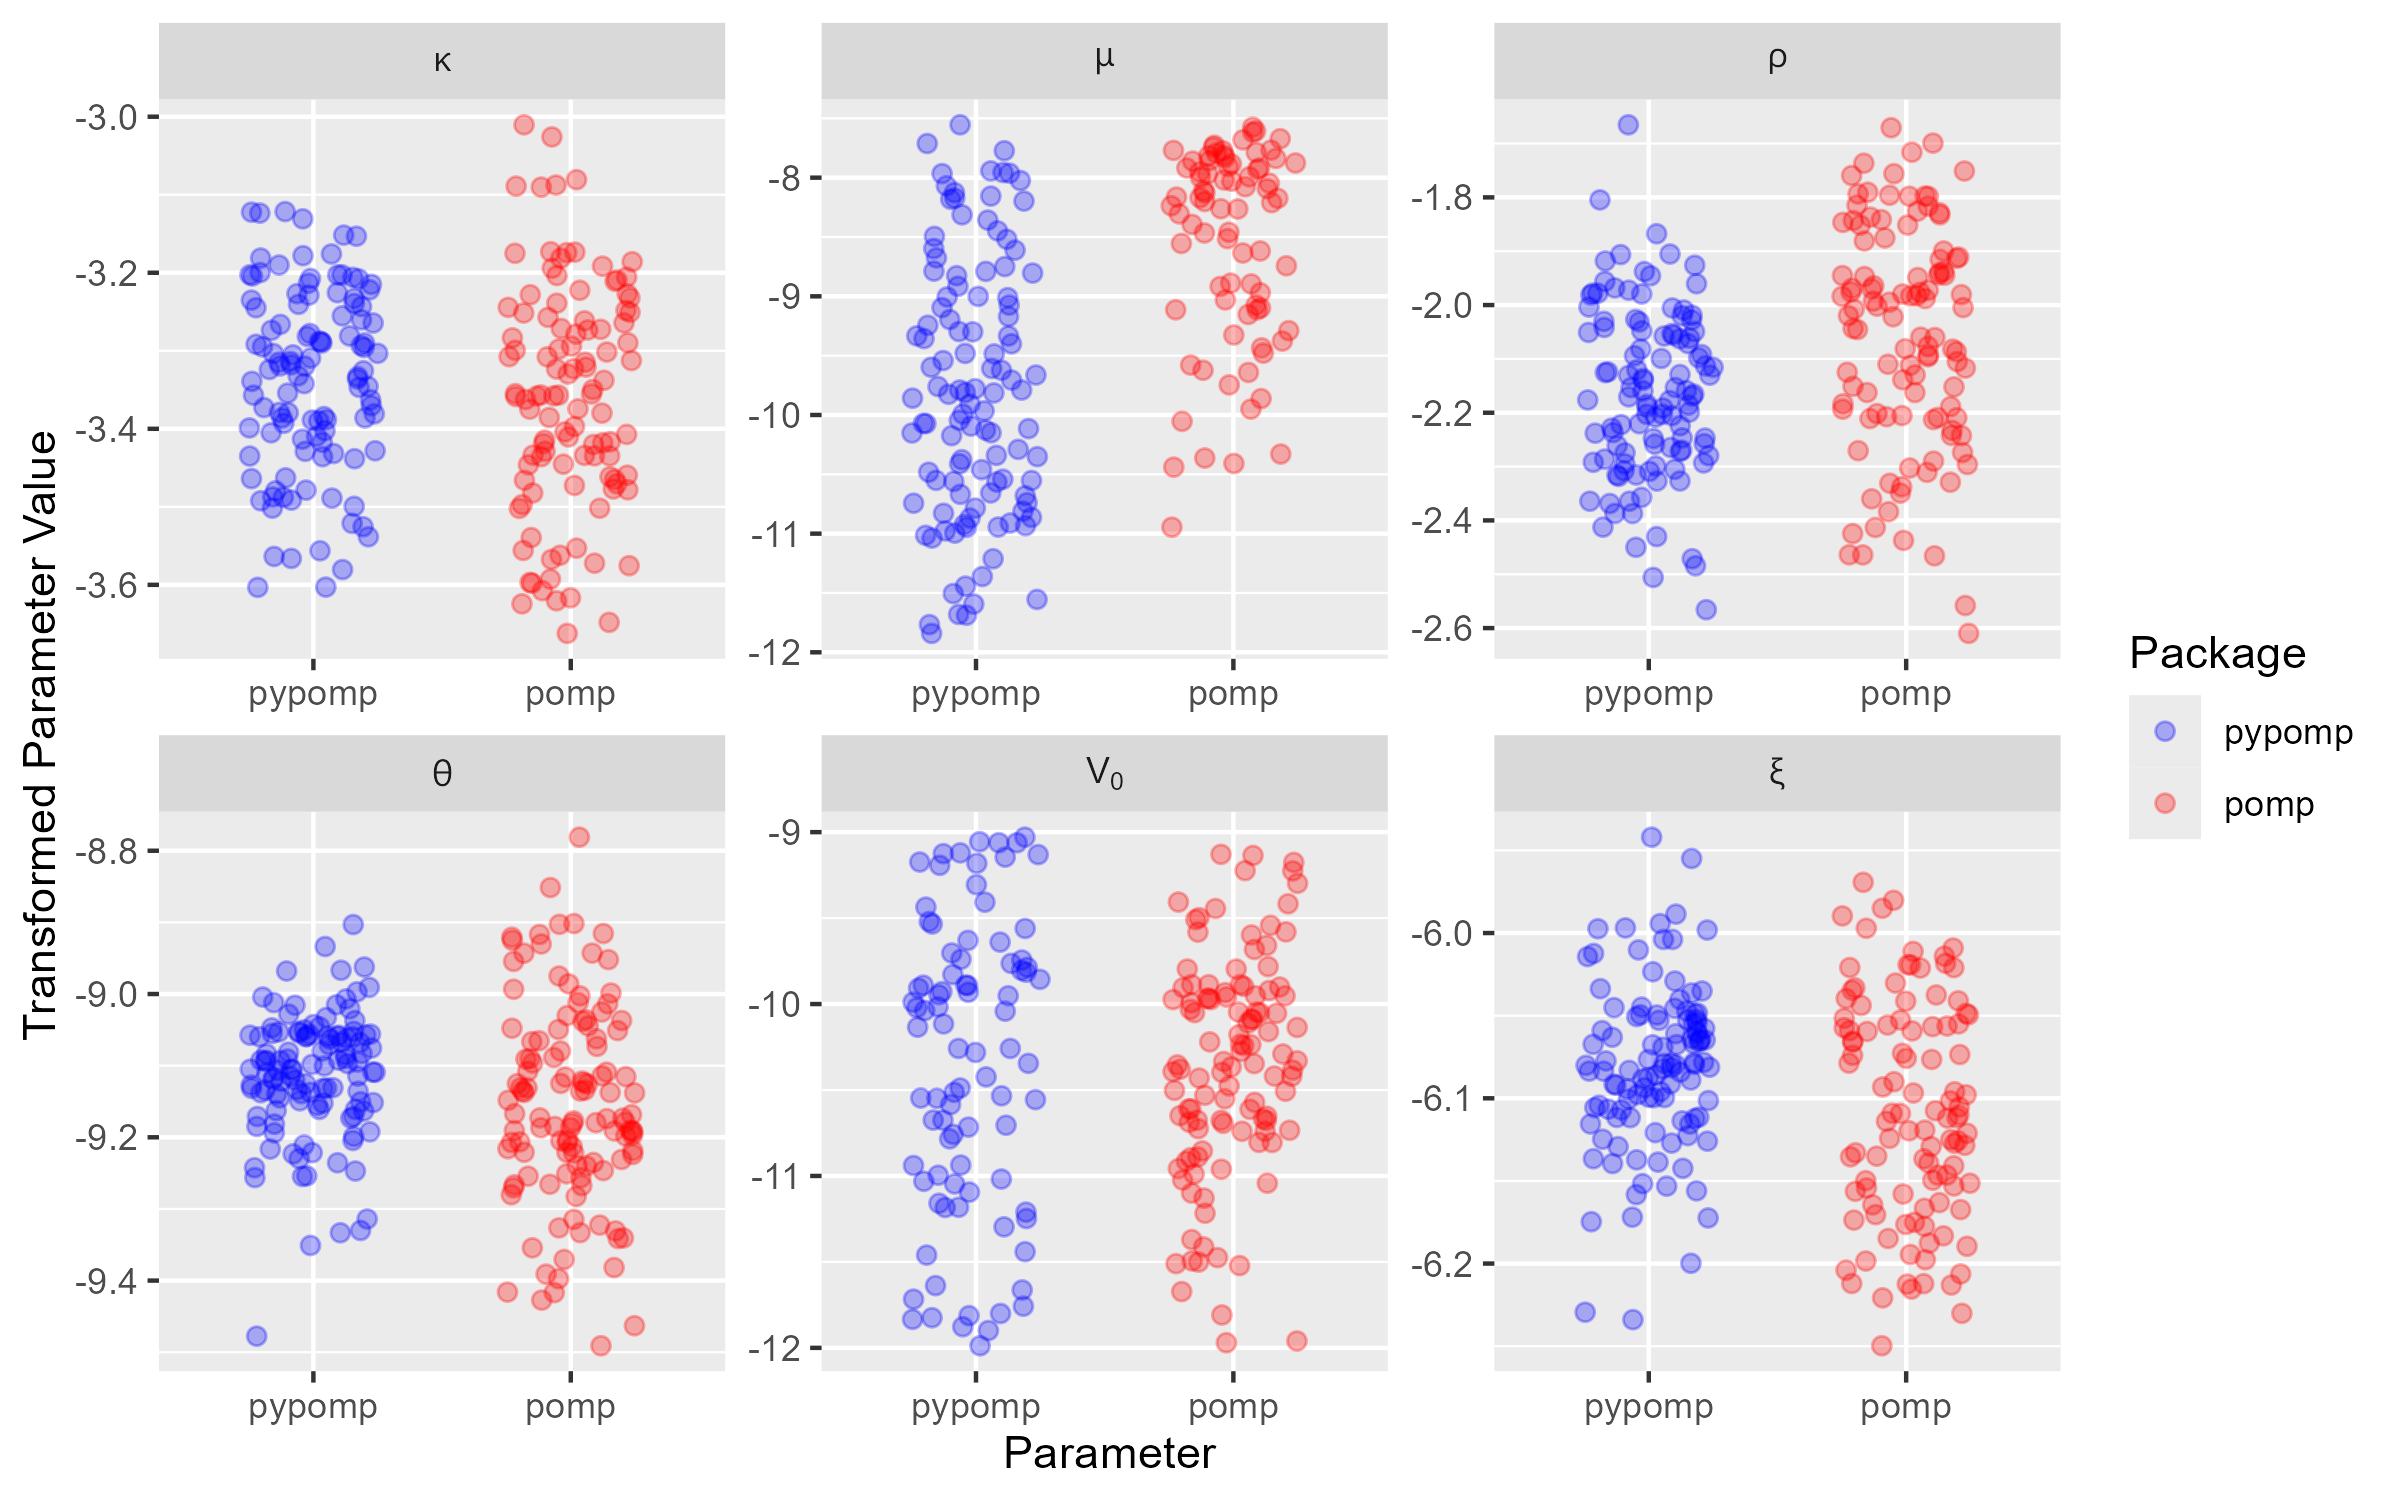 κ
-3.0
-3.2
-3.4
-3.6
pypomp pomp
μ
-8
-9
-10
-11
-12
pypomp pomp
ρ
-1.8
-2.0
-2.2
-2.4
-2.6
pypomp pomp
θ
-8.8
-9.0
-9.2
-9.4
pypomp pomp
V₀
-9
-10
-11
-12
pypomp pomp
ξ
-6.0
-6.1
-6.2
pypomp pomp
Transformed Parameter Value
Parameter
Package
pypomp
pomp